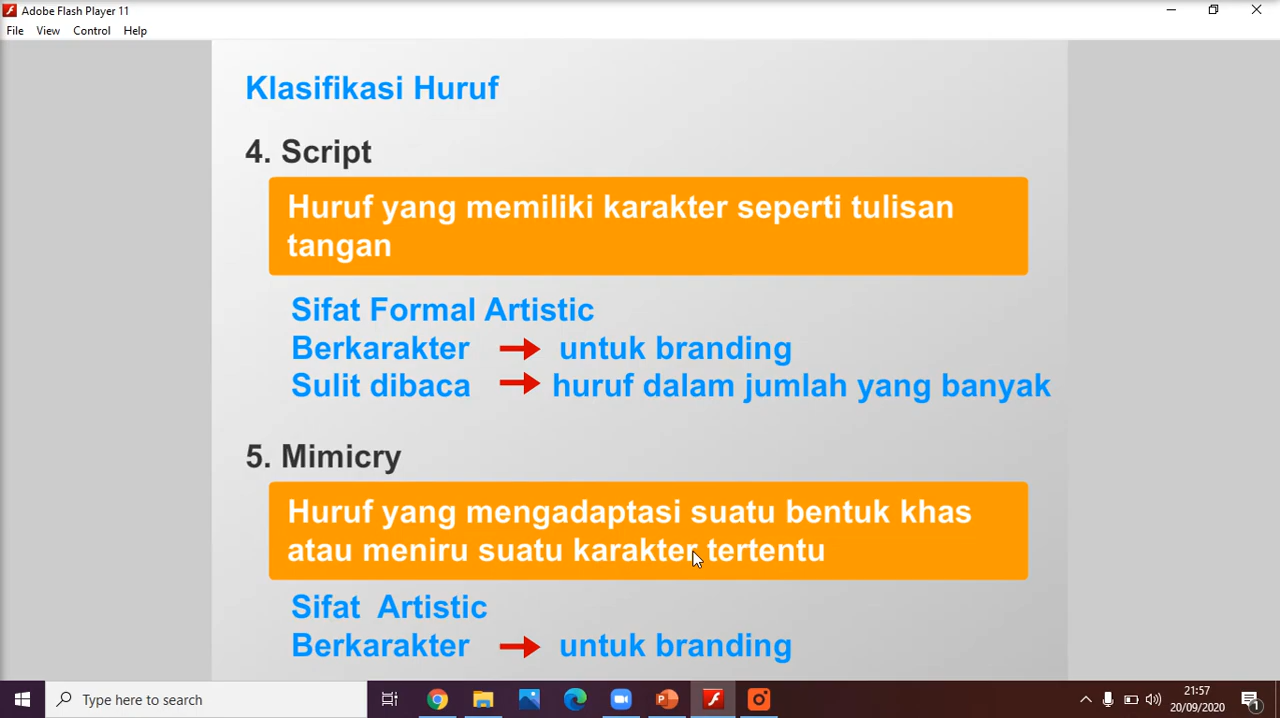 Adobe Flash Player 11
File View Control Help
Klasifikasi Huruf
4. Script
Huruf yang memiliki karakter seperti tulisan
tangan
Sifat Formal Artistic
Berkarakter → untuk branding
Sulit dibaca → huruf dalam jumlah yang banyak
5. Mimicry
Huruf yang mengadaptasi suatu bentuk khas
atau meniru suatu karakter tertentu
Sifat Artistic
Berkarakter → untuk branding
Type here to search
21:57
20/09/2020
1